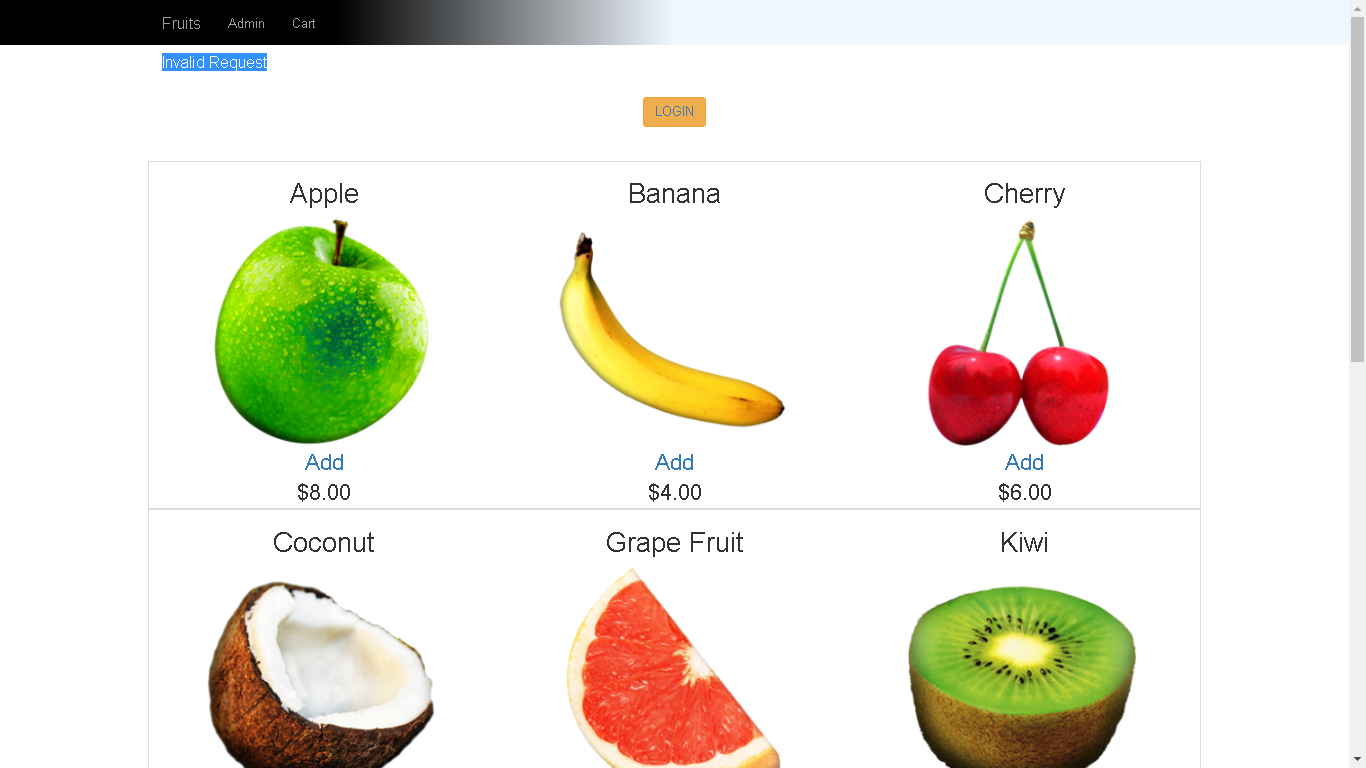 Fruits Admin Cart
Invalid Request
LOGIN
Apple Banana Cherry
Add Add Add
$8.00 $4.00 $6.00
Coconut Grape Fruit Kiwi